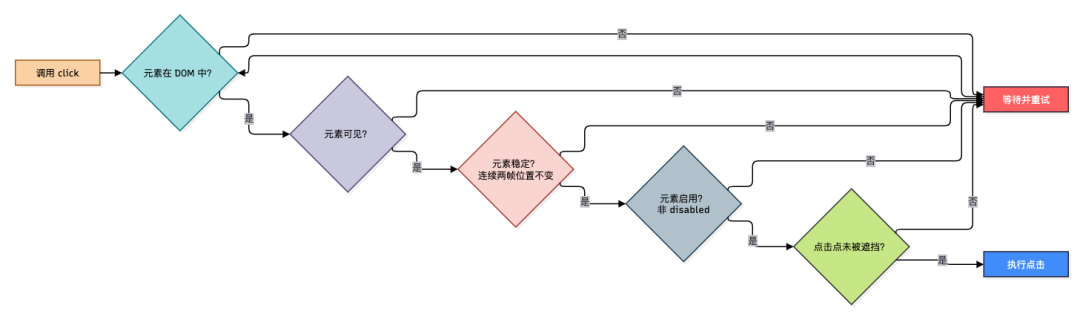 调用 click
元素在 DOM 中?
否
是
元素可见?
否
是
元素稳定?
连续两帧位置不变
否
是
元素启用?
非 disabled
否
是
点击点未被遮挡?
否
是
等待并重试
执行点击